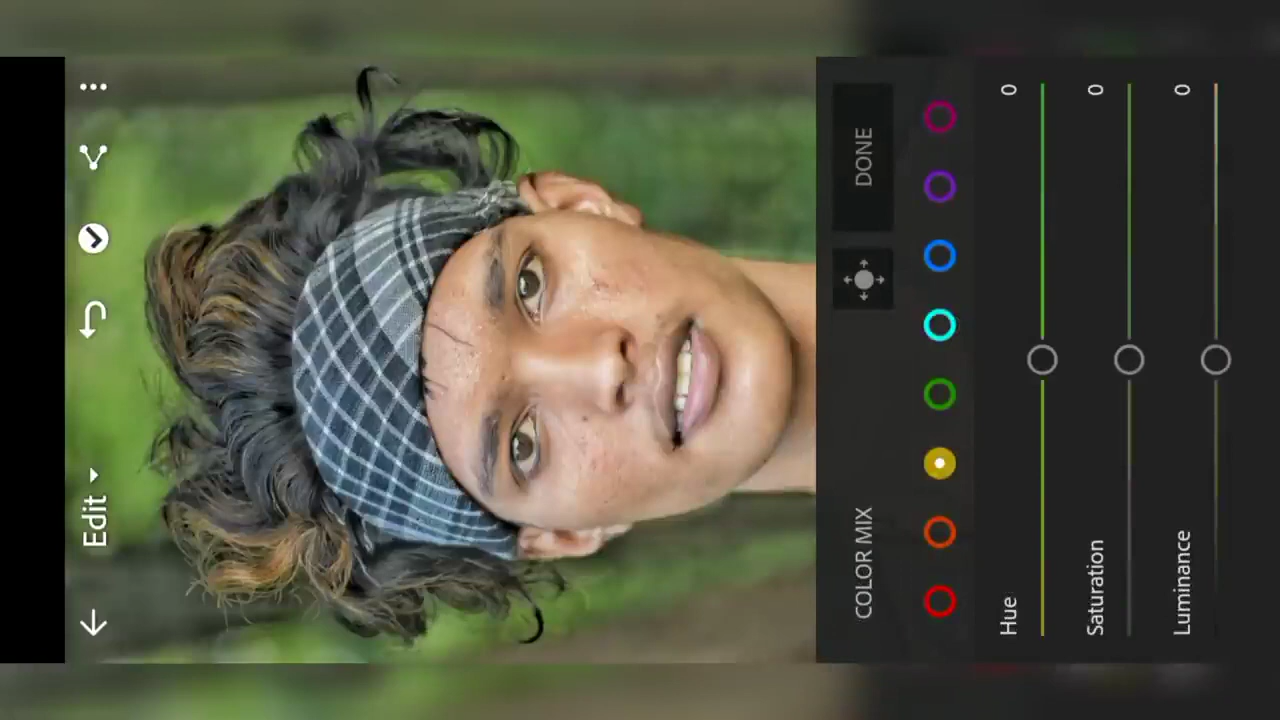 Edit
COLOR MIX
DONE
Hue 0
Saturation 0
Luminance 0